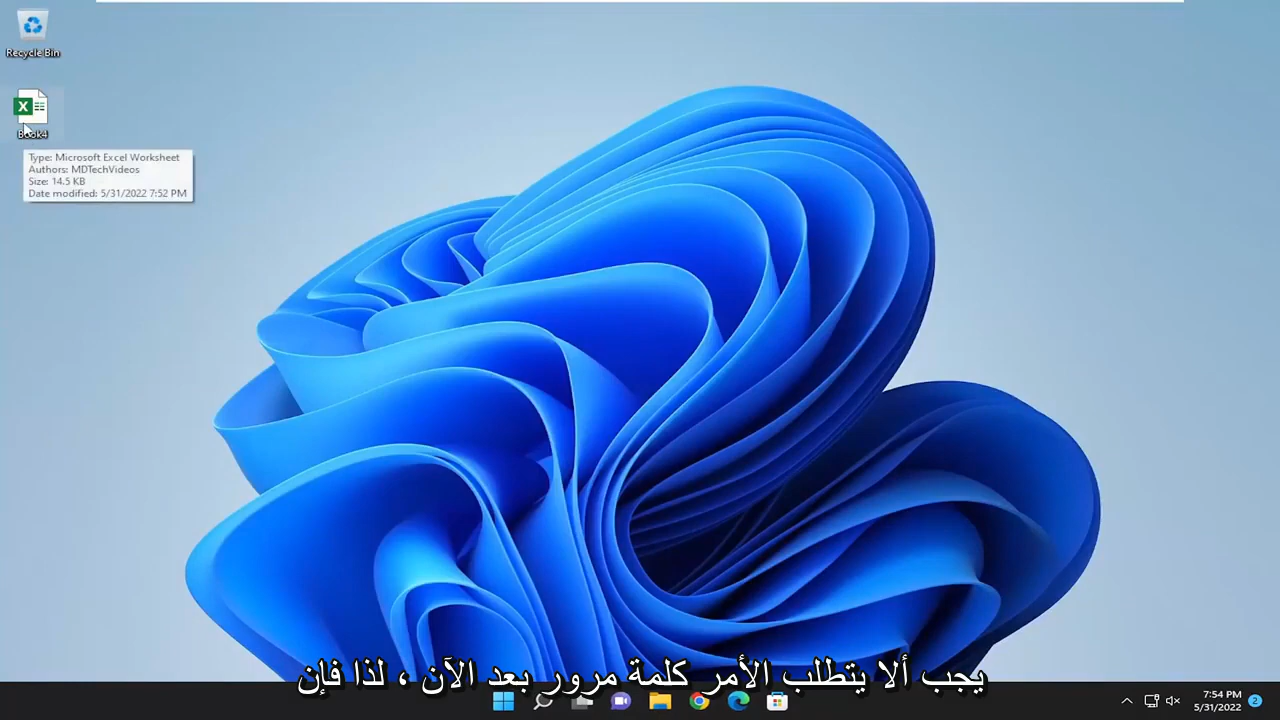 Recycle Bin
Book4
Type: Microsoft Excel Worksheet
Authors: MDTechVideos
Size: 14.5 KB
Date modified: 5/31/2022 7:52 PM
يجب ألا يتطلب الأمر كلمة مرور بعد الآن ، لذا فإن
7:54 PM
5/31/2022
2